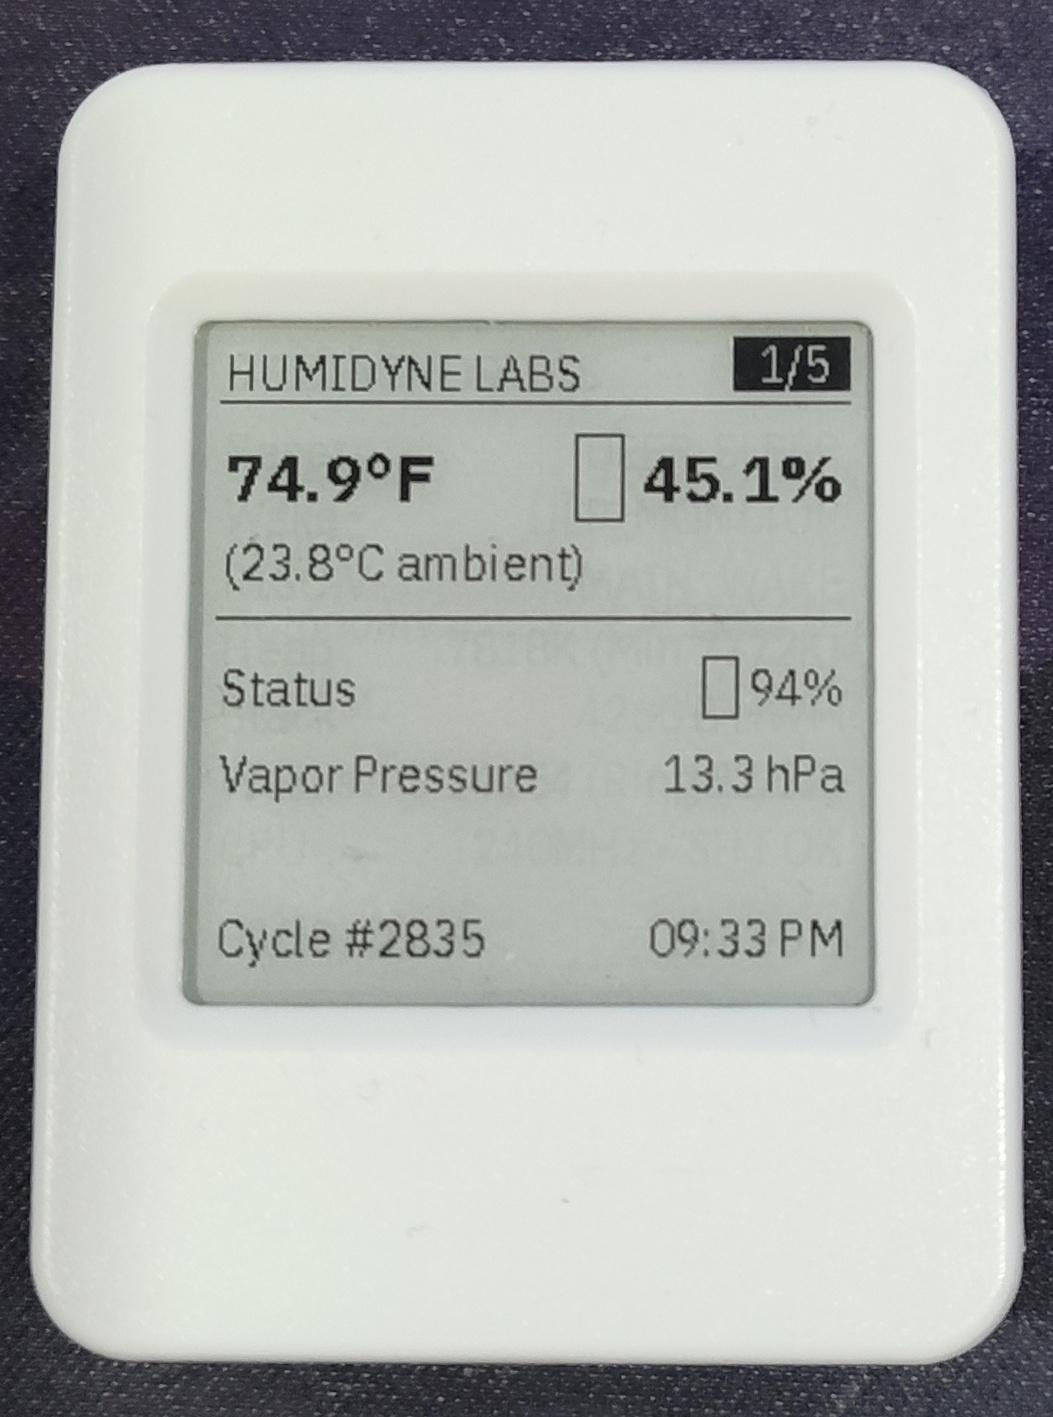 HUMIDYNE LABS 1/5
74.9°F 45.1%
(23.8°C ambient)
Status 94%
Vapor Pressure 13.3 hPa
Cycle #2835 09:33 PM